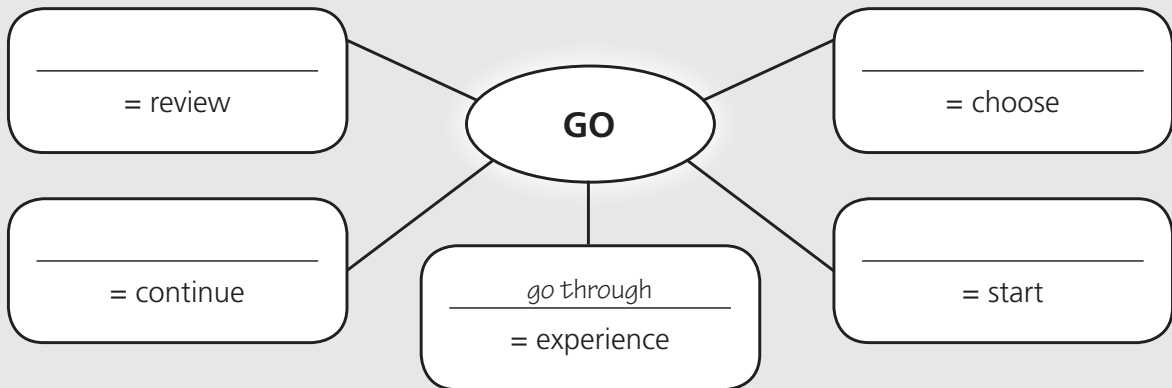 = review
GO
= choose
= continue
go through
= experience
= start